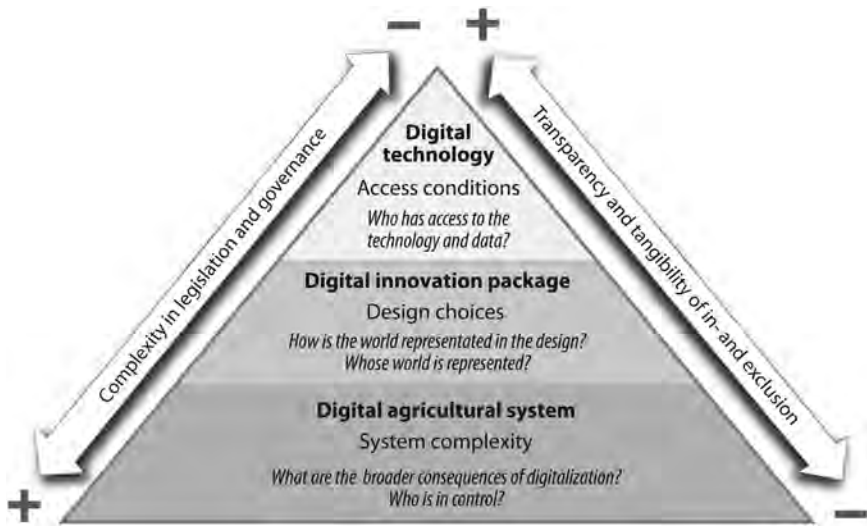 − +
Complexity in legislation and governance
Transparency and tangibility of in- and exclusion
Digital
technology
Access conditions
Who has access to the
technology and data?
Digital innovation package
Design choices
How is the world representated in the design?
Whose world is represented?
Digital agricultural system
System complexity
What are the broader consequences of digitalization?
Who is in control?
+ −